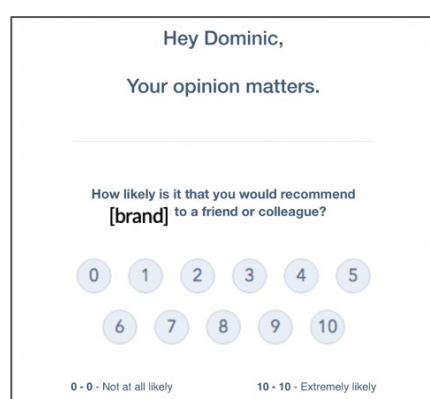 Hey Dominic,
Your opinion matters.
How likely is it that you would recommend
[brand] to a friend or colleague?
0 1 2 3 4 5
6 7 8 9 10
0 - 0 - Not at all likely 10 - 10 - Extremely likely